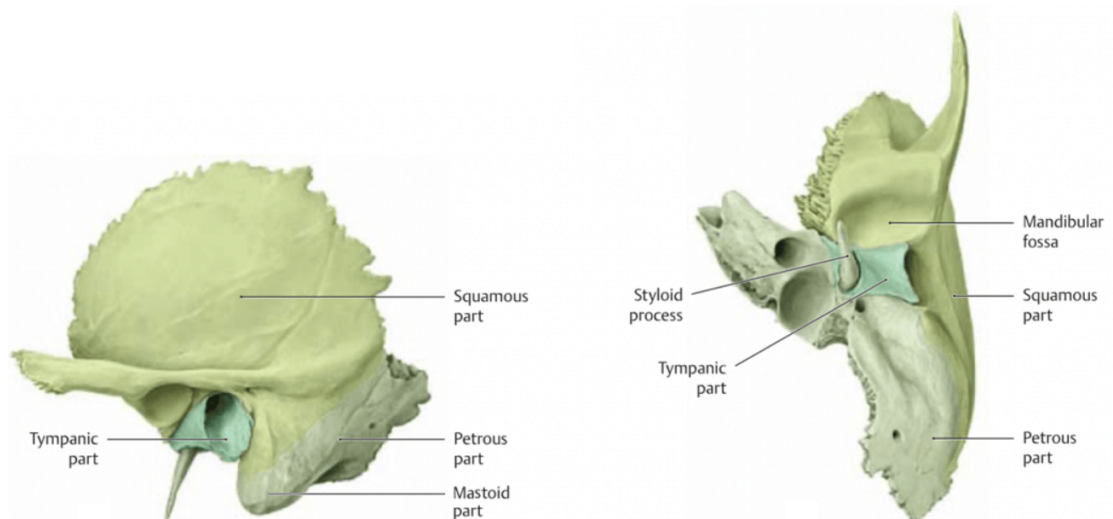 Squamous
part
Tympanic
part
Petrous
part
Mastoid
part
Mandibular
fossa
Styloid
process
Squamous
part
Tympanic
part
Petrous
part